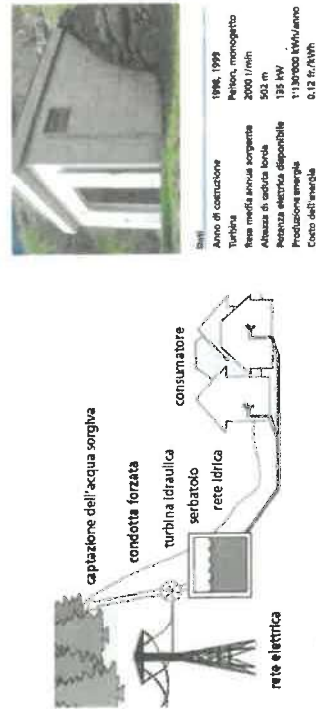 captazione dell'acqua sorgiva
condotta forzata
turbina idraulica
serbatoio
rete idrica
consumatore
rete elettrica
Dati
Anno di costruzione 1998, 1999
Turbina Pelton, monogetto
Resa media annua sorgente 2000 l/min
Altezza di caduta lorda 502 m
Potenza elettrica disponibile 135 kW
Produzione energia 1'130'000 kWh/anno
Costo dell'energia 0.12 fr./kWh